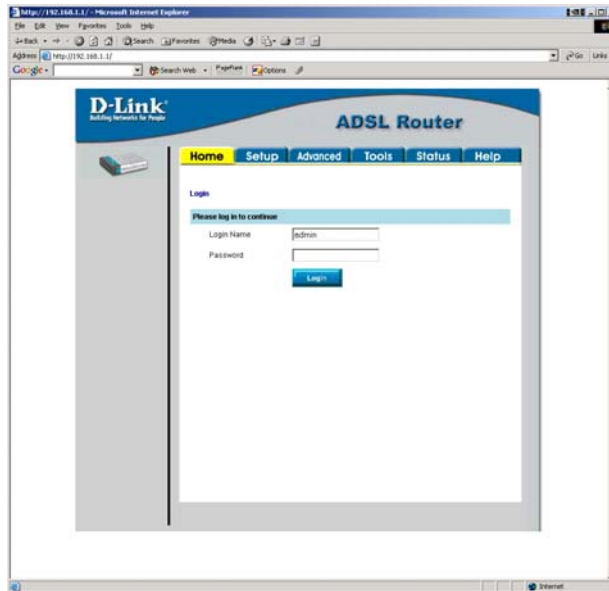 http://192.168.1.1/ - Microsoft Internet Explorer
File Edit View Favorites Tools Help
Back Search Favorites Media
Address http://192.168.1.1/ Go Links
Google Search Web PageRank Options
D-Link
Building Networks for People
ADSL Router
Home Setup Advanced Tools Status Help
Login
Please log in to continue
Login Name admin
Password
Login
Internet